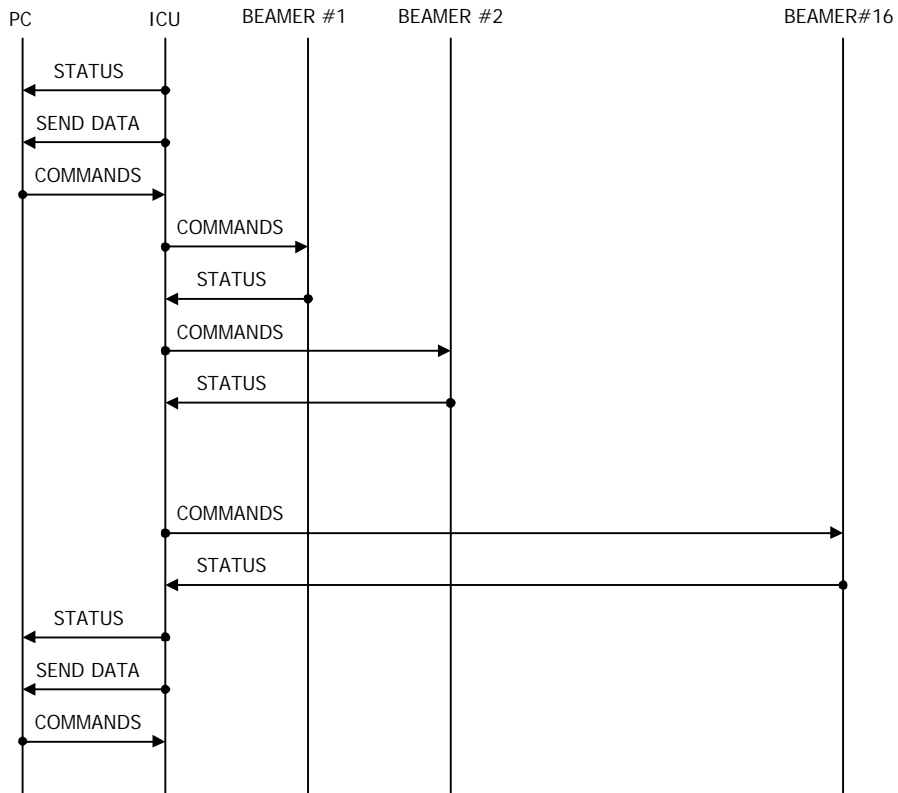 PC
ICU
BEAMER #1
BEAMER #2
BEAMER#16
STATUS
SEND DATA
COMMANDS
COMMANDS
STATUS
COMMANDS
STATUS
COMMANDS
STATUS
STATUS
SEND DATA
COMMANDS